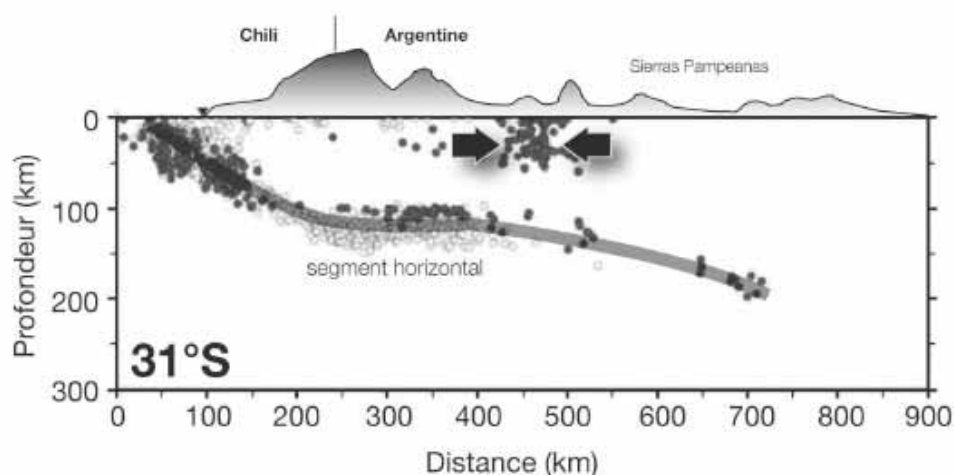 Chili
Argentine
Sierras Pampeanas
0
100
200
300
Profondeur (km)
segment horizontal
31°S
0 100 200 300 400 500 600 700 800 900
Distance (km)